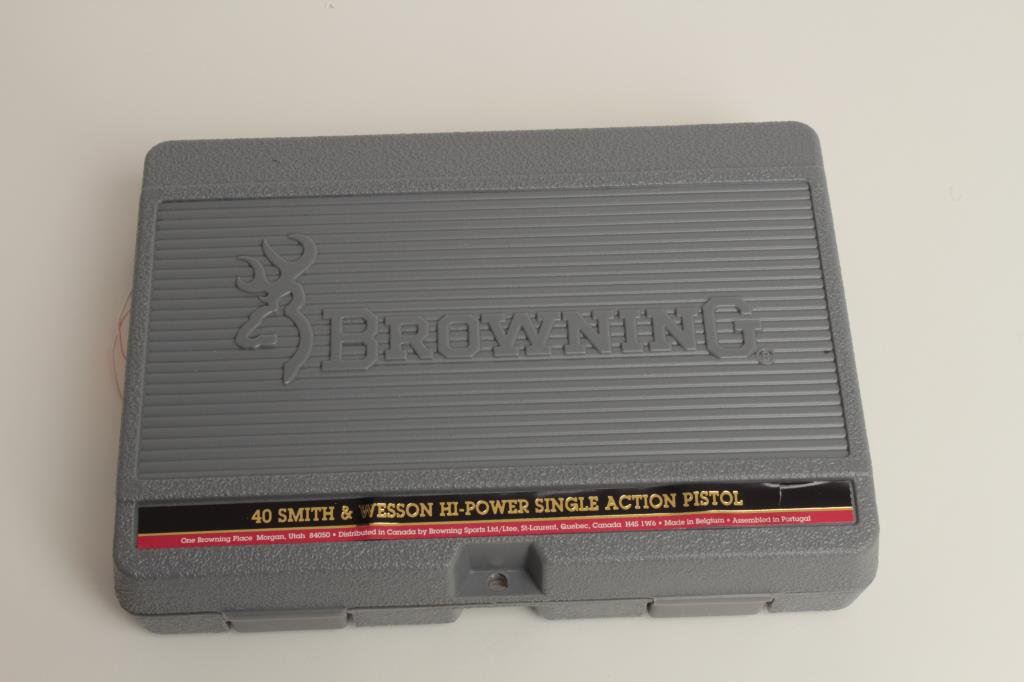 BROWNING®
40 SMITH & WESSON HI-POWER SINGLE ACTION PISTOL
One Browning Place Morgan, Utah 84050 • Distributed in Canada by Browning Sports Ltd/Ltee, St-Laurent, Quebec, Canada H4S 1W6 • Made in Belgium • Assembled in Portugal